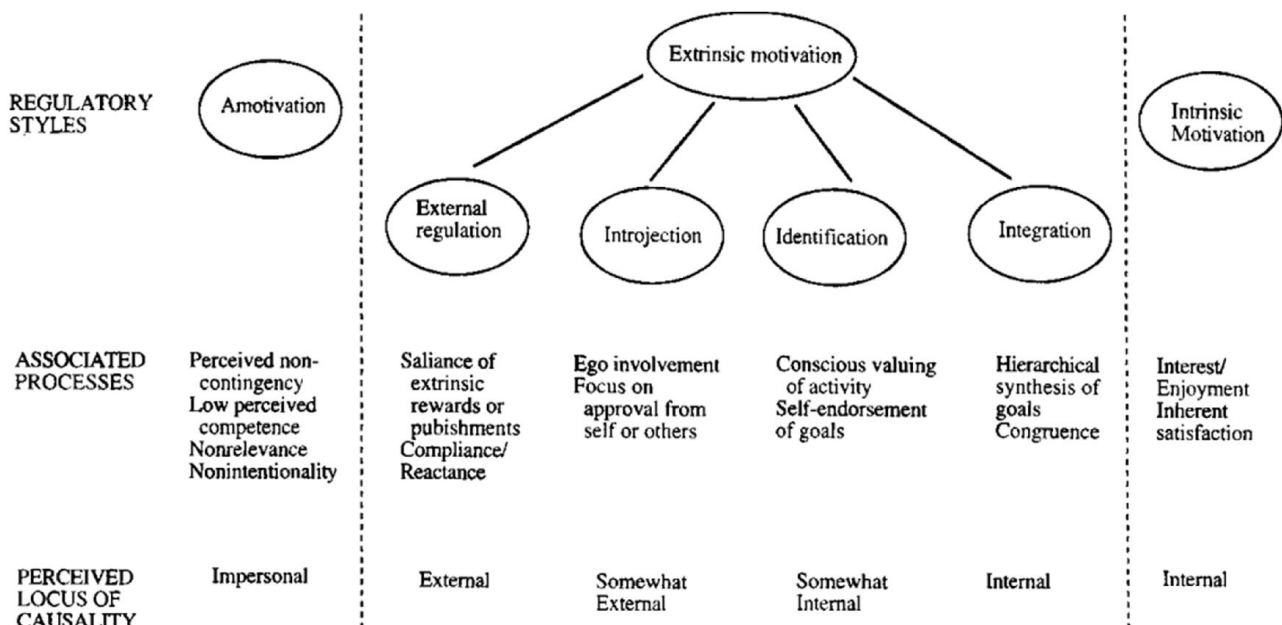 Extrinsic motivation
REGULATORY
STYLES
Amotivation
Intrinsic
Motivation
External
regulation
Introjection
Identification
Integration
ASSOCIATED
PROCESSES
Perceived non-
contingency
Low perceived
competence
Nonrelevance
Nonintentionality
Saliance of
extrinsic
rewards or
pubishments
Compliance/
Reactance
Ego involvement
Focus on
approval from
self or others
Conscious valuing
of activity
Self-endorsement
of goals
Hierarchical
synthesis of
goals
Congruence
Interest/
Enjoyment
Inherent
satisfaction
PERCEIVED
LOCUS OF
CAUSALITY
Impersonal
External
Somewhat
External
Somewhat
Internal
Internal
Internal